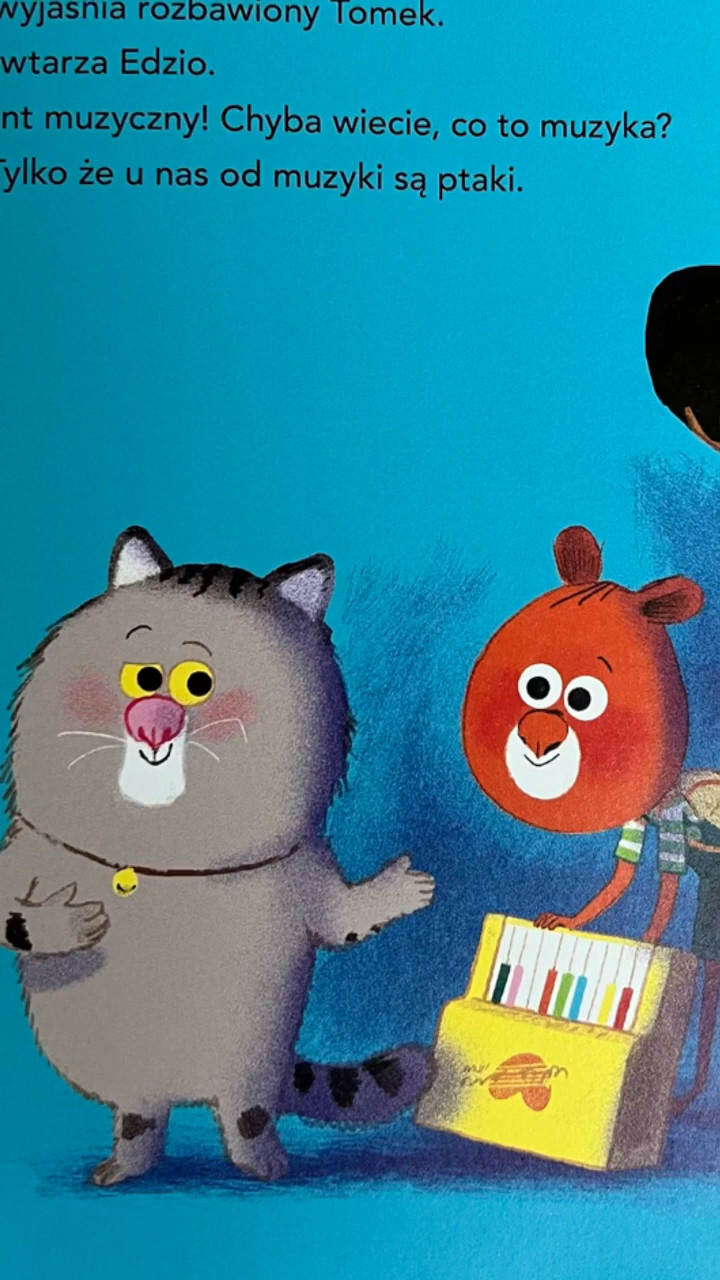 wyjaśnia rozbawiony Tomek.
wtarza Edzio.
nt muzyczny! Chyba wiecie, co to muzyka?
Tylko że u nas od muzyki są ptaki.